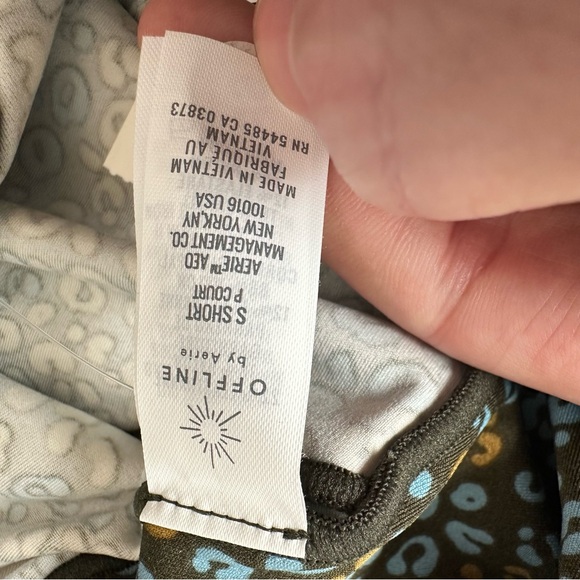 OFFLINE
by Aerie
S SHORT
P COURT
AERIE™ AEO
MANAGEMENT CO.
NEW YORK, NY
10016 USA
MADE IN VIETNAM
FABRIQUÉ AU
VIETNAM
RN 54485 CA 03873